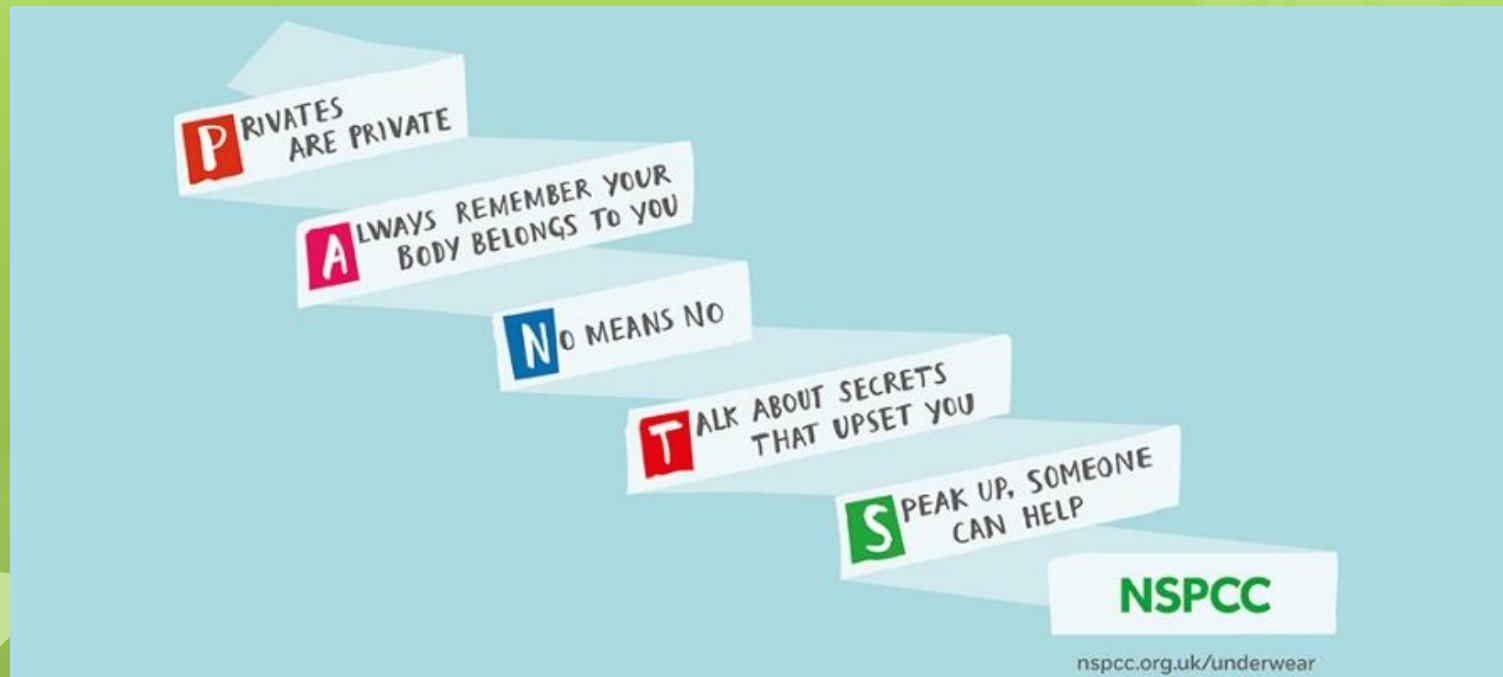 PRIVATES
ARE PRIVATE
ALWAYS REMEMBER YOUR
BODY BELONGS TO YOU
NO MEANS NO
TALK ABOUT SECRETS
THAT UPSET YOU
SPEAK UP, SOMEONE
CAN HELP
NSPCC
nspcc.org.uk/underwear